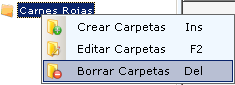 Carnes Rojas
Crear Carpetas Ins
Editar Carpetas F2
Borrar Carpetas Del